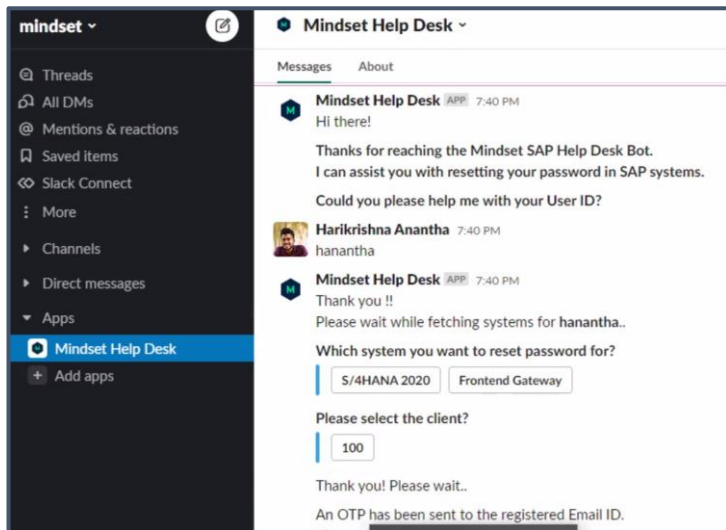 mindset
Threads
All DMs
Mentions & reactions
Saved items
Slack Connect
More
Channels
Direct messages
Apps
Mindset Help Desk
Add apps
Mindset Help Desk
Messages About
Mindset Help Desk APP 7:40 PM
Hi there!
Thanks for reaching the Mindset SAP Help Desk Bot.
I can assist you with resetting your password in SAP systems.
Could you please help me with your User ID?
Harikrishna Anantha 7:40 PM
hanantha
Mindset Help Desk APP 7:40 PM
Thank you !!
Please wait while fetching systems for hanantha..
Which system you want to reset password for?
S/4HANA 2020 Frontend Gateway
Please select the client?
100
Thank you! Please wait..
An OTP has been sent to the registered Email ID.